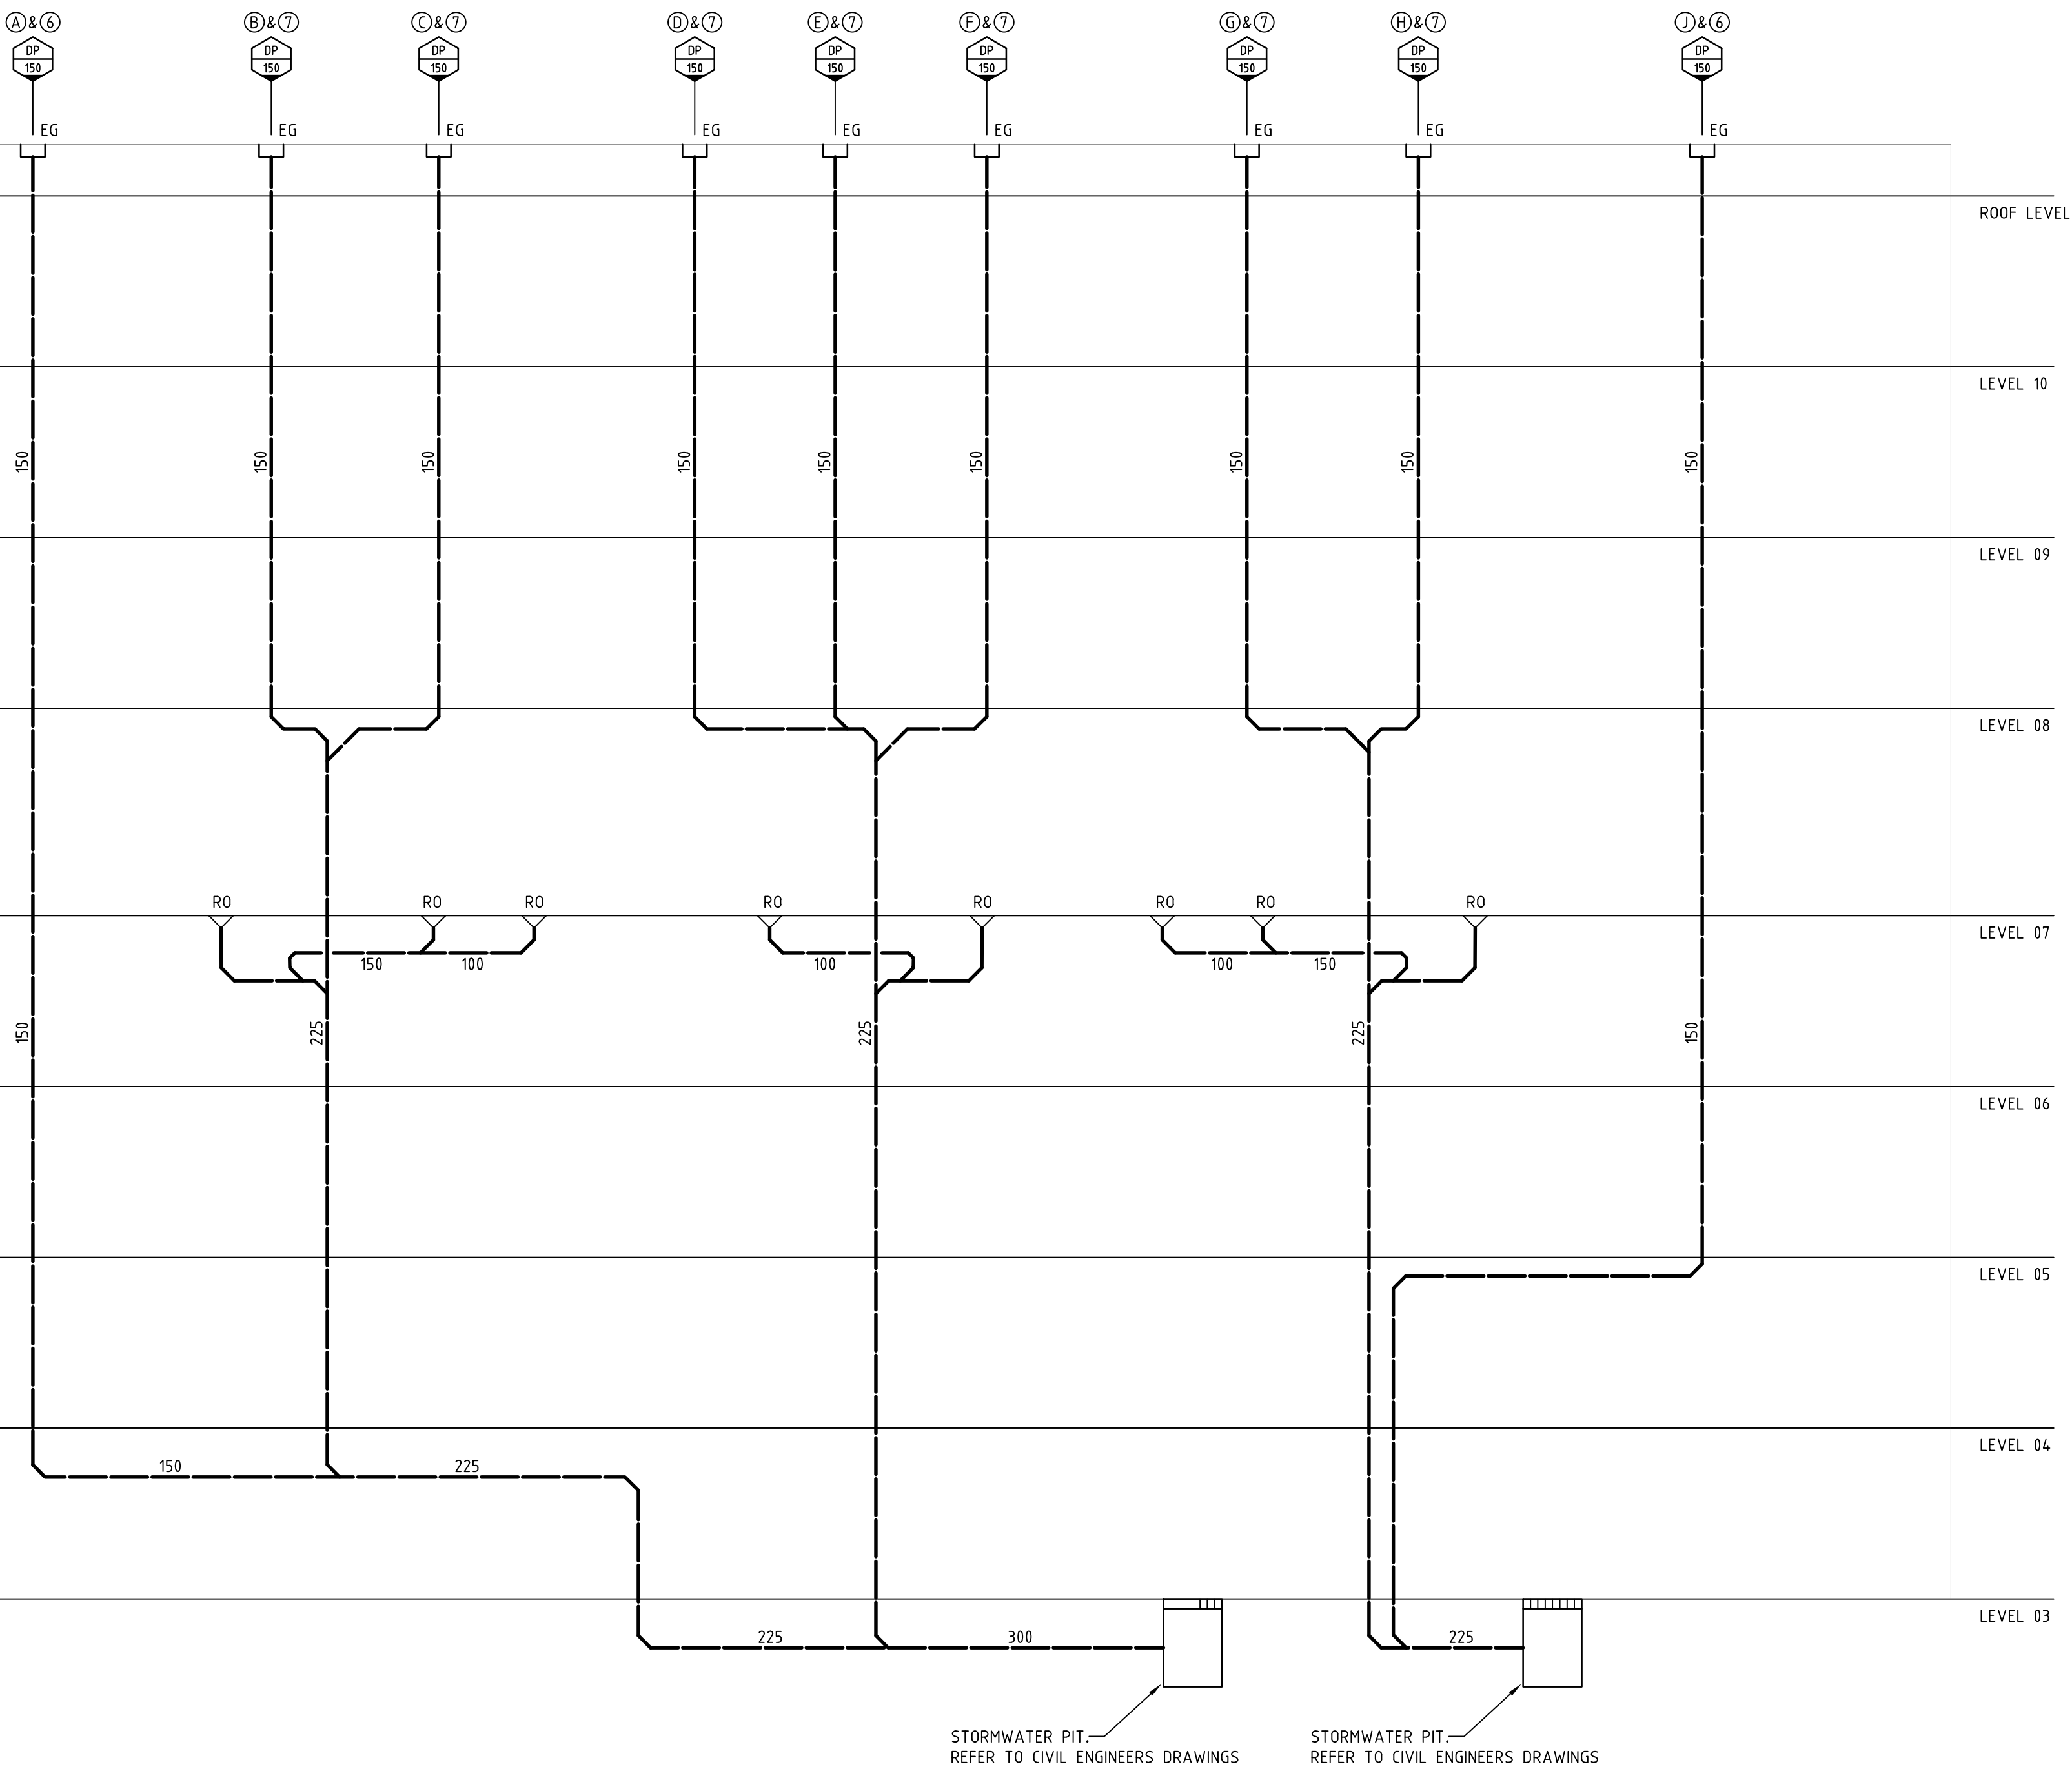 A&6 B&7 C&7 D&7 E&7 F&7 G&7 H&7 J&6
DP DP DP DP DP DP DP DP DP
150 150 150 150 150 150 150 150 150
EG EG EG EG EG EG EG EG EG
ROOF LEVEL
LEVEL 10
150 150 150 150 150 150 150 150 150
LEVEL 09
LEVEL 08
RO RO RO RO RO RO RO RO
LEVEL 07
150 100 100 100 150
150 225 225 225 150
LEVEL 06
LEVEL 05
LEVEL 04
150 225
LEVEL 03
225 300 225
STORMWATER PIT.
REFER TO CIVIL ENGINEERS DRAWINGS
STORMWATER PIT.
REFER TO CIVIL ENGINEERS DRAWINGS